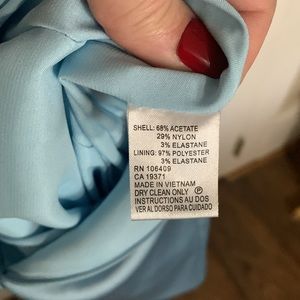 SHELL: 68% ACETATE
29% NYLON
3% ELASTANE
LINING: 97% POLYESTER
3% ELASTANE
RN 106409
CA 19371
MADE IN VIETNAM
DRY CLEAN ONLY Ⓟ
INSTRUCTIONS AU DOS
VER AL DORSO PARA CUIDADO